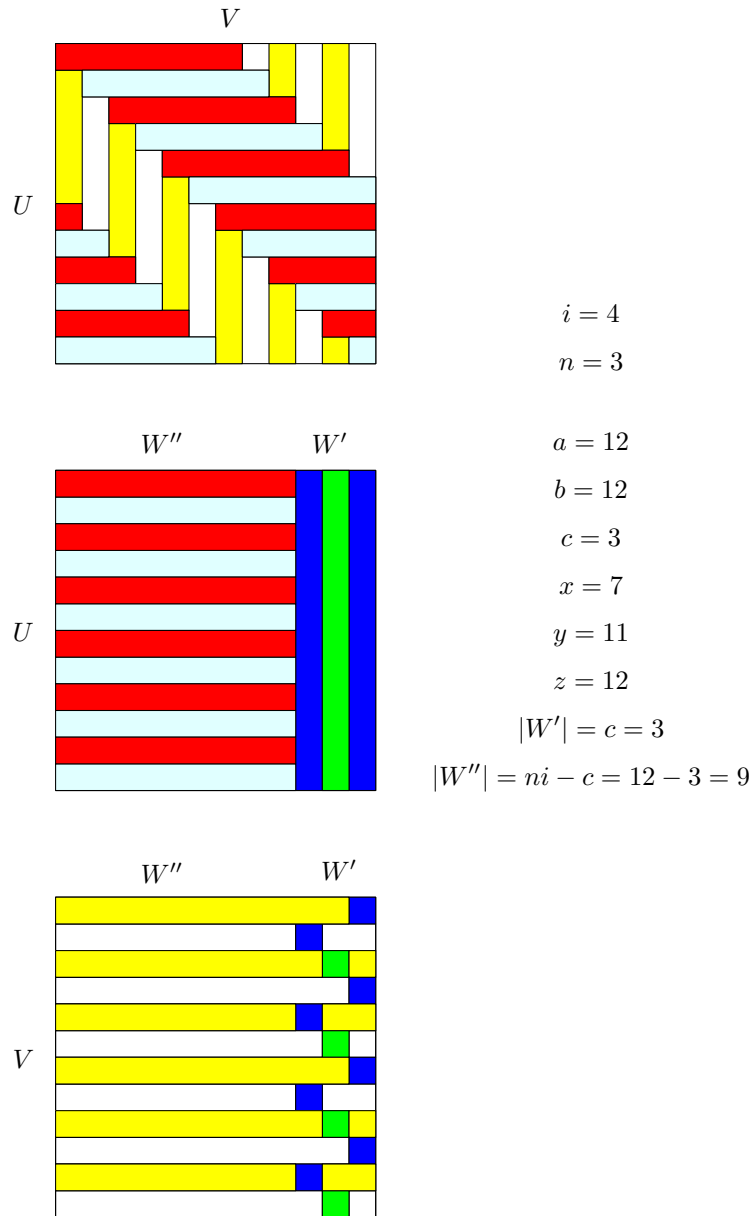 V
U
i = 4
n = 3
W′′ W′
a = 12
b = 12
c = 3
x = 7
U
y = 11
z = 12
|W′| = c = 3
|W′′| = ni − c = 12 − 3 = 9
W′′ W′
V